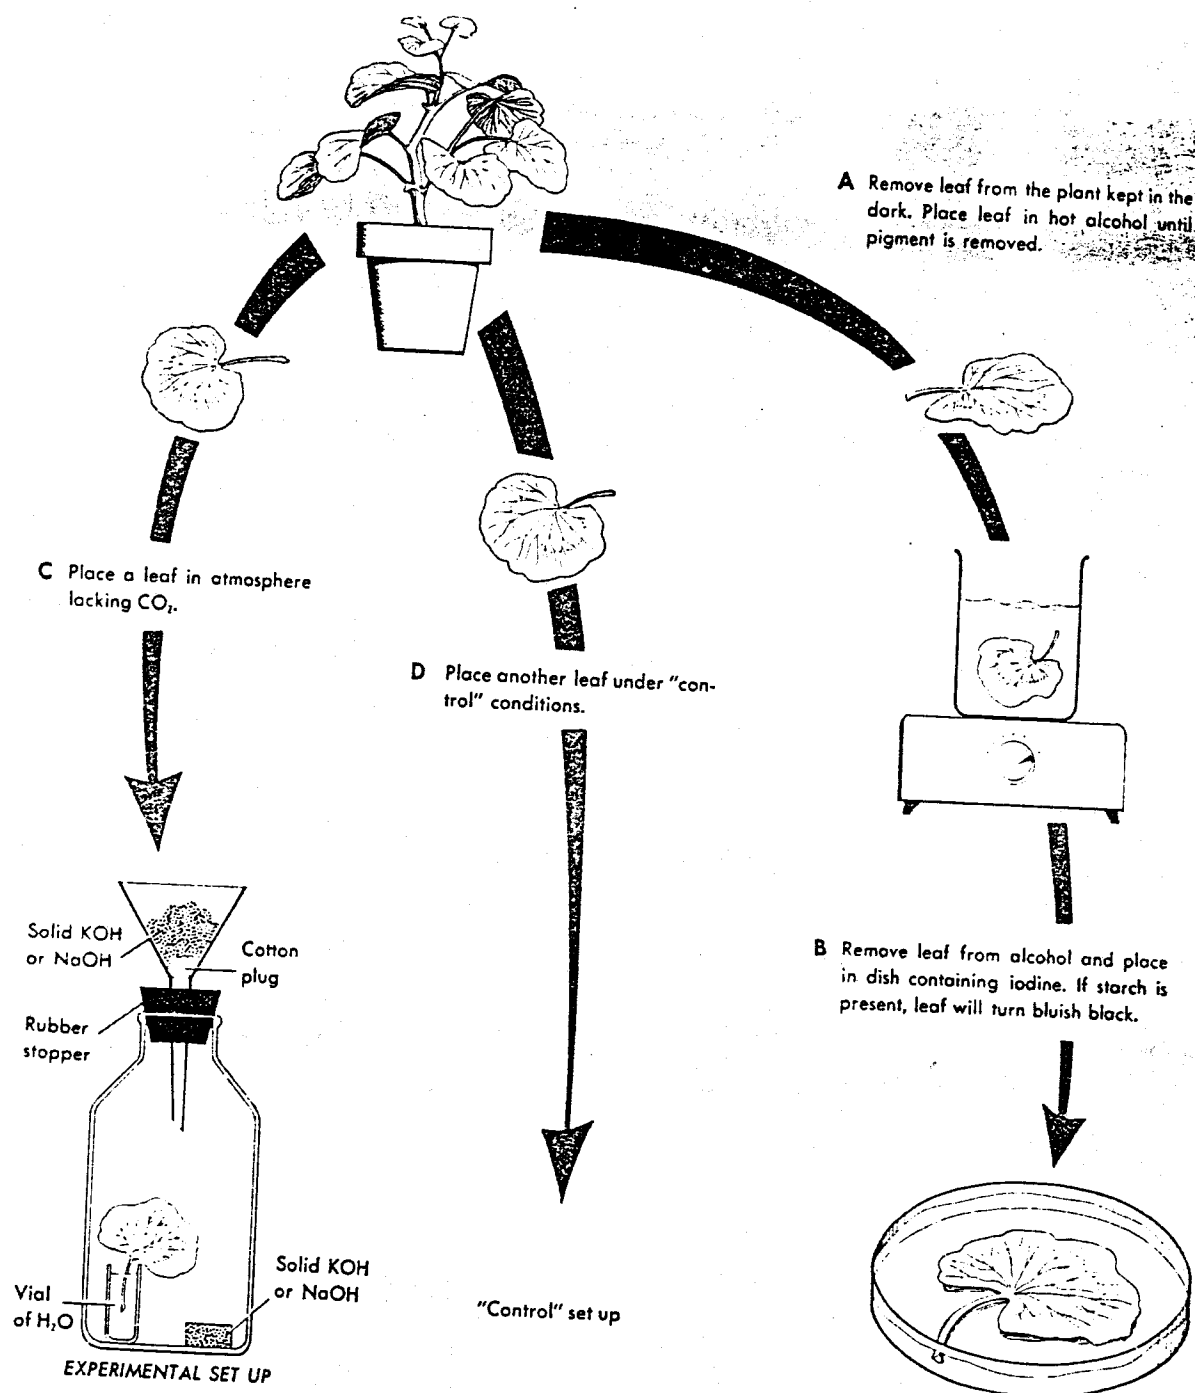 A Remove leaf from the plant kept in the
dark. Place leaf in hot alcohol until
pigment is removed.
C Place a leaf in atmosphere
lacking CO₂.
D Place another leaf under "con-
trol" conditions.
B Remove leaf from alcohol and place
in dish containing iodine. If starch is
present, leaf will turn bluish black.
Solid KOH
or NaOH
Cotton
plug
Rubber
stopper
Solid KOH
or NaOH
Vial
of H₂O
EXPERIMENTAL SET UP
"Control" set up